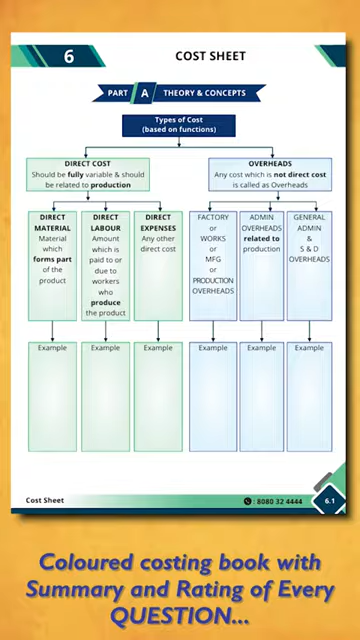 6
COST SHEET
PART A THEORY & CONCEPTS
Types of Cost
(based on functions)
DIRECT COST
Should be fully variable & should
be related to production
OVERHEADS
Any cost which is not direct cost
is called as Overheads
DIRECT
MATERIAL
Material
which
forms part
of the
product
DIRECT
LABOUR
Amount
which is
paid to or
due to
workers
who
produce
the product
DIRECT
EXPENSES
Any other
direct cost
FACTORY
or
WORKS
or
MFG
or
PRODUCTION
OVERHEADS
ADMIN
OVERHEADS
related to
production
GENERAL
ADMIN
&
S & D
OVERHEADS
Example
Example
Example
Example
Example
Example
Cost Sheet
: 8080 32 4444
6.1
Coloured costing book with
Summary and Rating of Every
QUESTION...